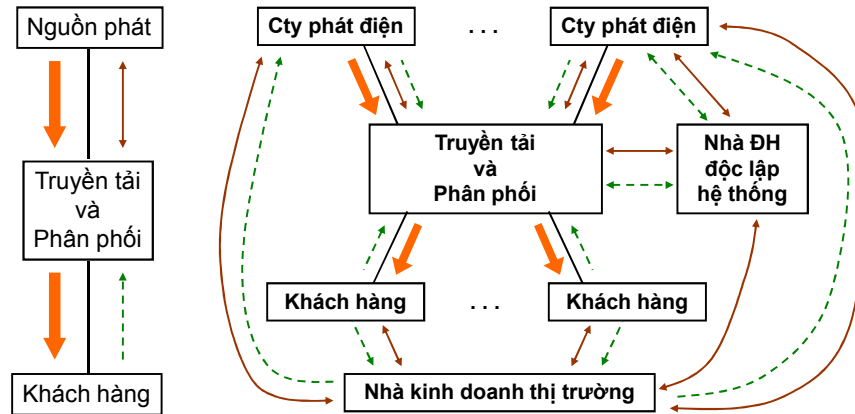 Nguồn phát
Truyền tải
và
Phân phối
Khách hàng
Cty phát điện
. . .
Cty phát điện
Truyền tải
và
Phân phối
Nhà ĐH
độc lập
hệ thống
Khách hàng
. . .
Khách hàng
Nhà kinh doanh thị trường